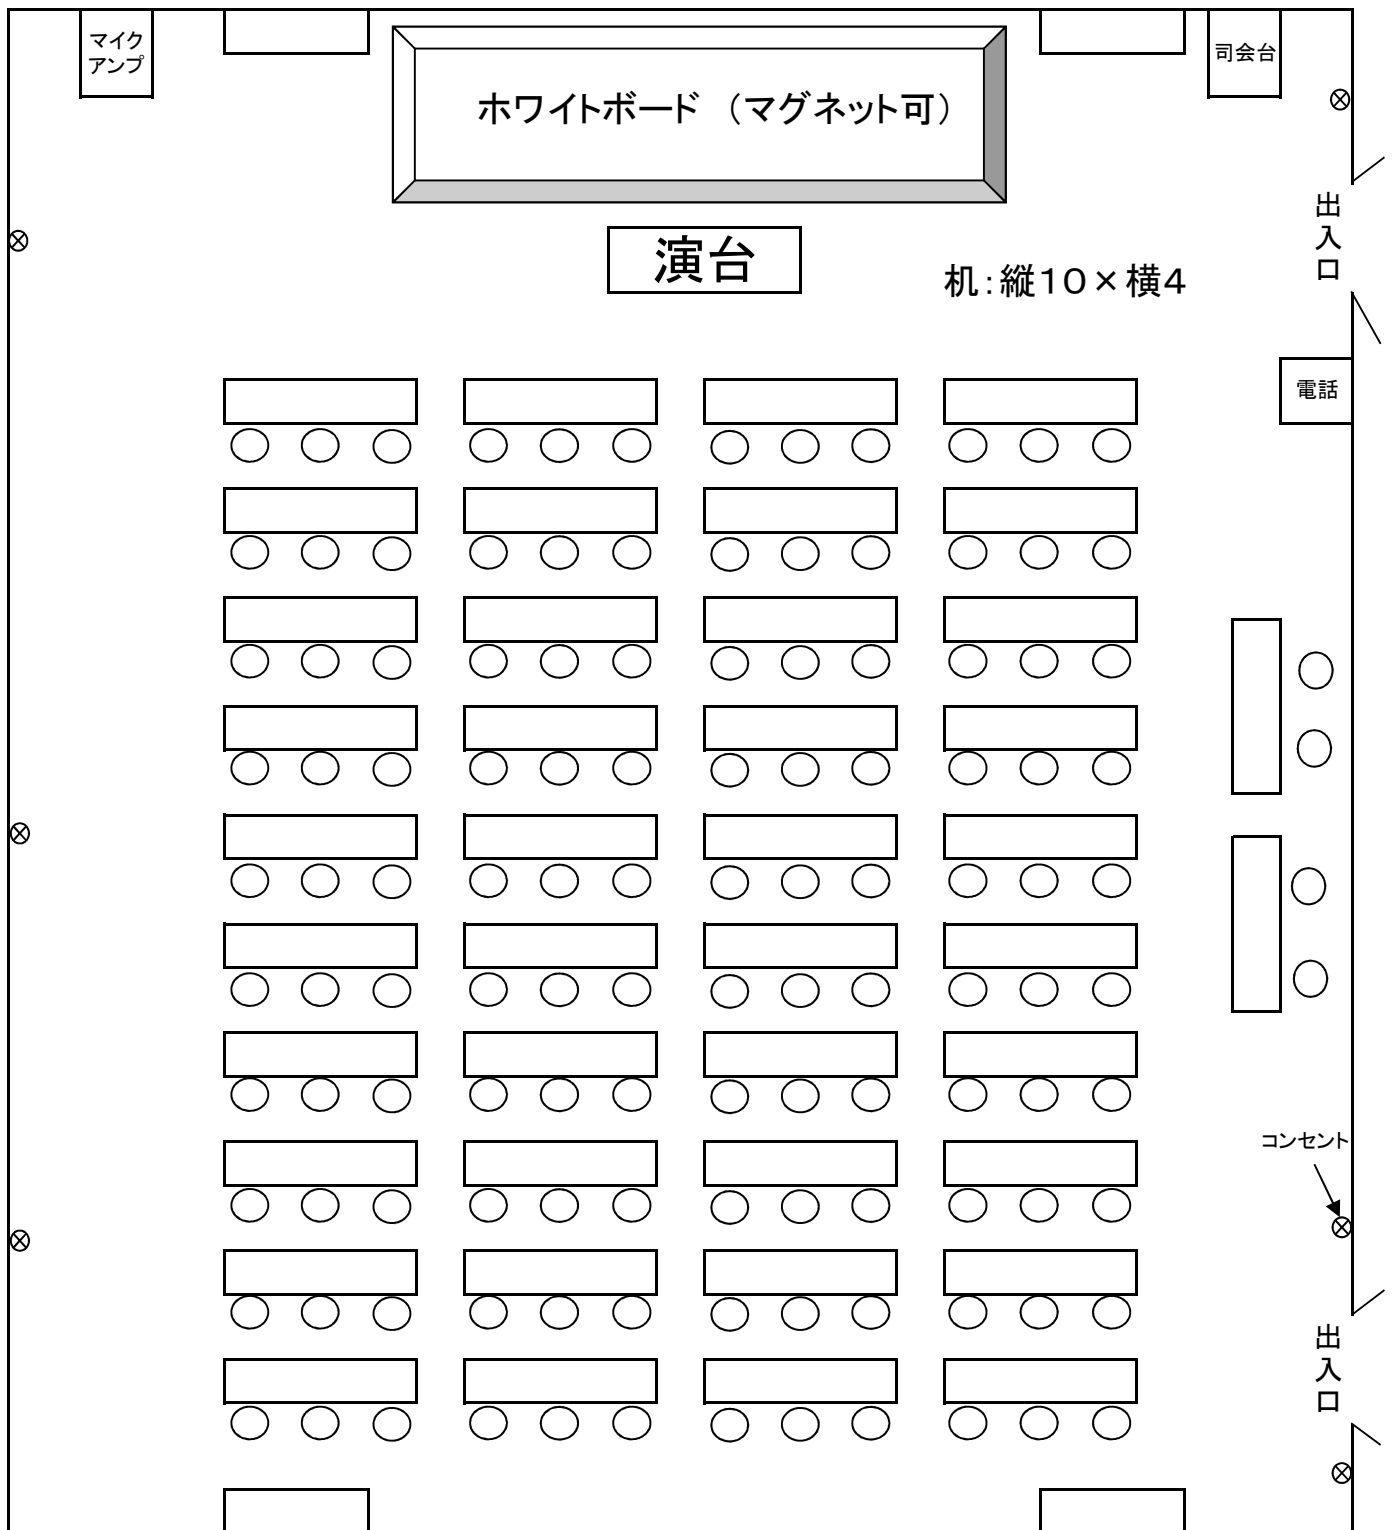 マイク
アンプ
ホワイトボード （マグネット可）
司会台
出入口
演台
机：縦１０×横４
電話
コンセント
出入口